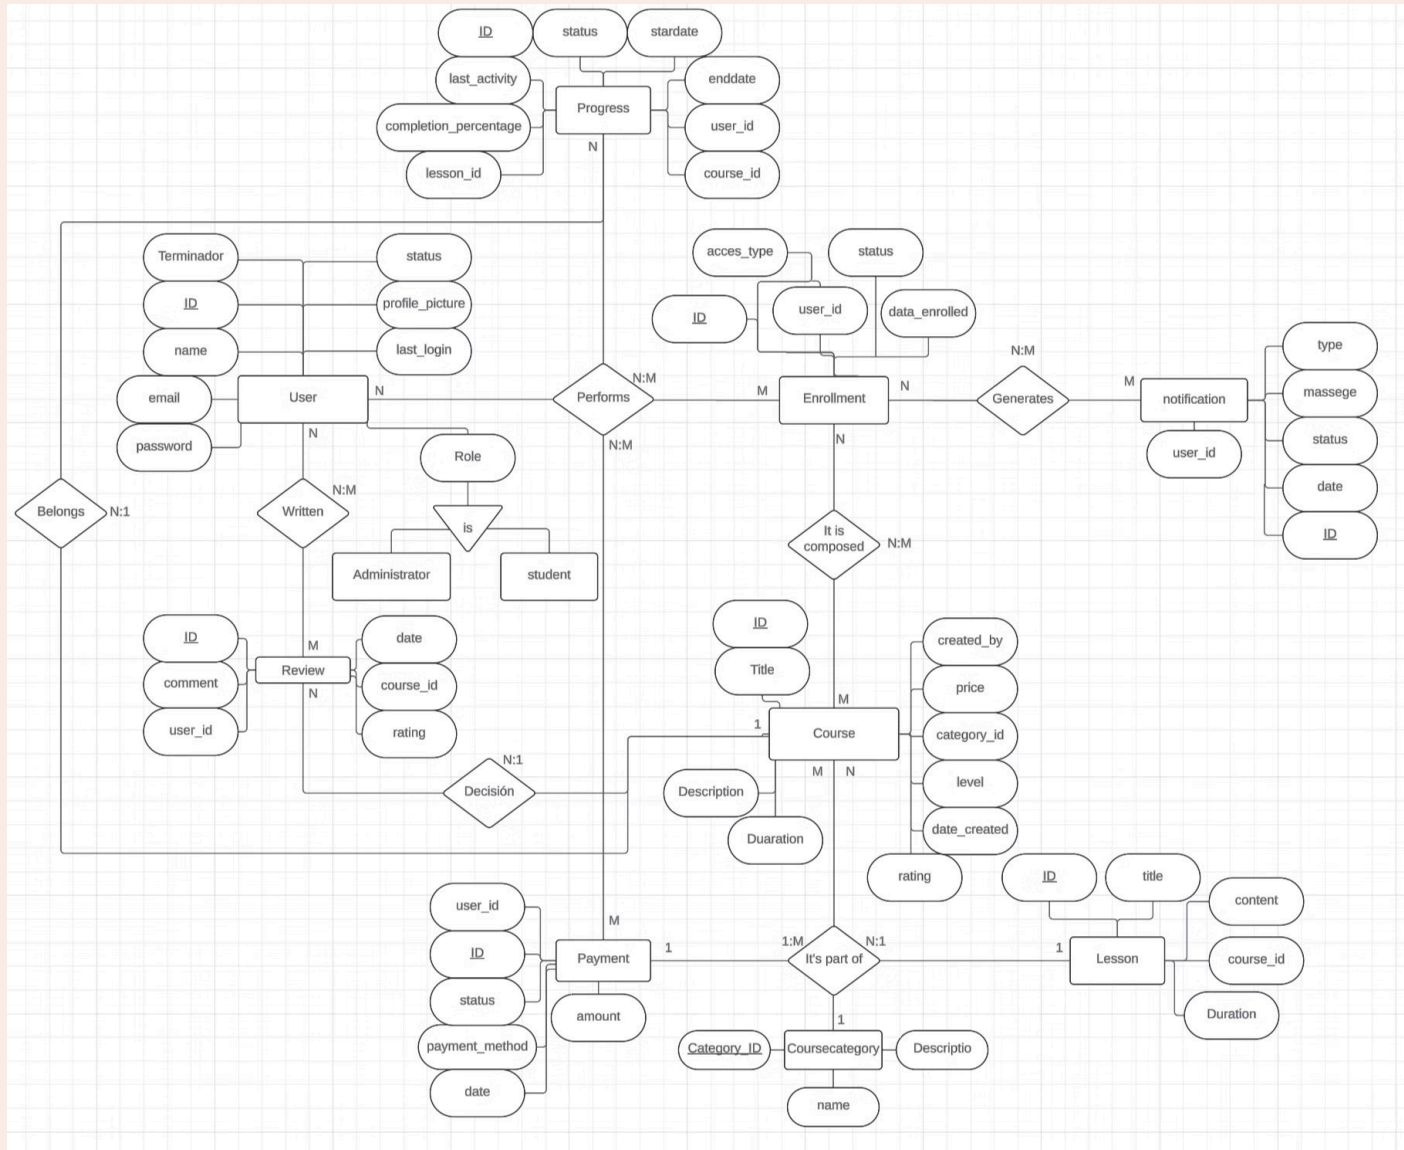 ID
status
stardate
last_activity
enddate
Progress
completion_percentage
user_id
N
lesson_id
course_id
Terminador
status
acces_type
status
ID
profile_picture
ID
user_id
data_enrolled
name
last_login
type
N:M
email
User
N
Performs
N:M
M
Enrollment
N
Generates
M
notification
massege
password
N
Role
N:M
N
user_id
status
Belongs
N:1
Written
N:M
is
It is
composed
N:M
date
ID
Administrator
student
ID
date
ID
created_by
M
Review
Title
comment
course_id
M
price
N
user_id
rating
1
Course
category_id
N:1
M
N
Decisión
Description
level
Duaration
date_created
rating
ID
title
user_id
M
content
1:M
N:1
ID
Payment
1
It's part of
1
Lesson
course_id
status
amount
1
Duration
payment_method
Category_ID
Coursecategory
Descriptio
date
name